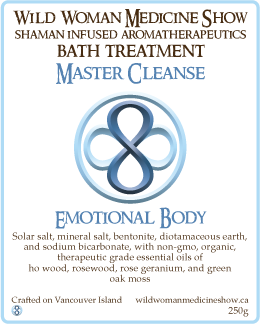 Wild Woman Medicine Show
shaman infused aromatherapeutics
bath treatment
Master Cleanse
Emotional Body
Solar salt, mineral salt, bentonite, diotamaceous earth,
and sodium bicarbonate, with non-gmo, organic,
therapeutic grade essential oils of
ho wood, rosewood, rose geranium, and green
oak moss
Crafted on Vancouver Island wildwomanmedicineshow.ca
250g